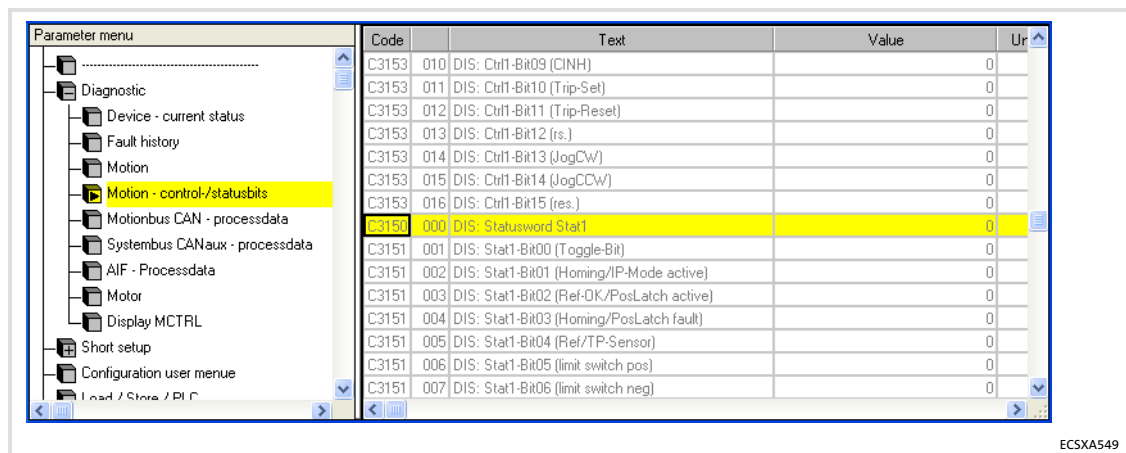 Parameter menu
----------------------------------------------
Diagnostic
Device - current status
Fault history
Motion
Motion - control-/statusbits
Motionbus CAN - processdata
Systembus CANaux - processdata
AIF - Processdata
Motor
Display MCTRL
Short setup
Configuration user menue
Load / Store / PLC
Code Text Value Ur
C3153 010 DIS: Ctrl1-Bit09 (CINH) 0
C3153 011 DIS: Ctrl1-Bit10 (Trip-Set) 0
C3153 012 DIS: Ctrl1-Bit11 (Trip-Reset) 0
C3153 013 DIS: Ctrl1-Bit12 (rs.) 0
C3153 014 DIS: Ctrl1-Bit13 (JogCW) 0
C3153 015 DIS: Ctrl1-Bit14 (JogCCW) 0
C3153 016 DIS: Ctrl1-Bit15 (res.) 0
C3150 000 DIS: Statusword Stat1 0
C3151 001 DIS: Stat1-Bit00 (Toggle-Bit) 0
C3151 002 DIS: Stat1-Bit01 (Homing/IP-Mode active) 0
C3151 003 DIS: Stat1-Bit02 (Ref-OK/PosLatch active) 0
C3151 004 DIS: Stat1-Bit03 (Homing/PosLatch fault) 0
C3151 005 DIS: Stat1-Bit04 (Ref/TP-Sensor) 0
C3151 006 DIS: Stat1-Bit05 (limit switch pos) 0
C3151 007 DIS: Stat1-Bit06 (limit switch neg) 0
ECSXA549